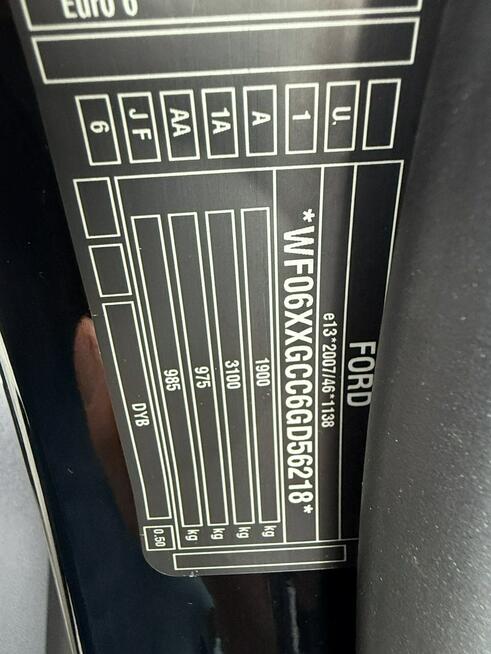 FORD
e13*2007/46*1138
*WF06XXGCC6GD56218*
1900 kg
3100 kg
975 kg
985 kg
DYB 0.50
U. 1 A 1A AA JF 6
Euro 6